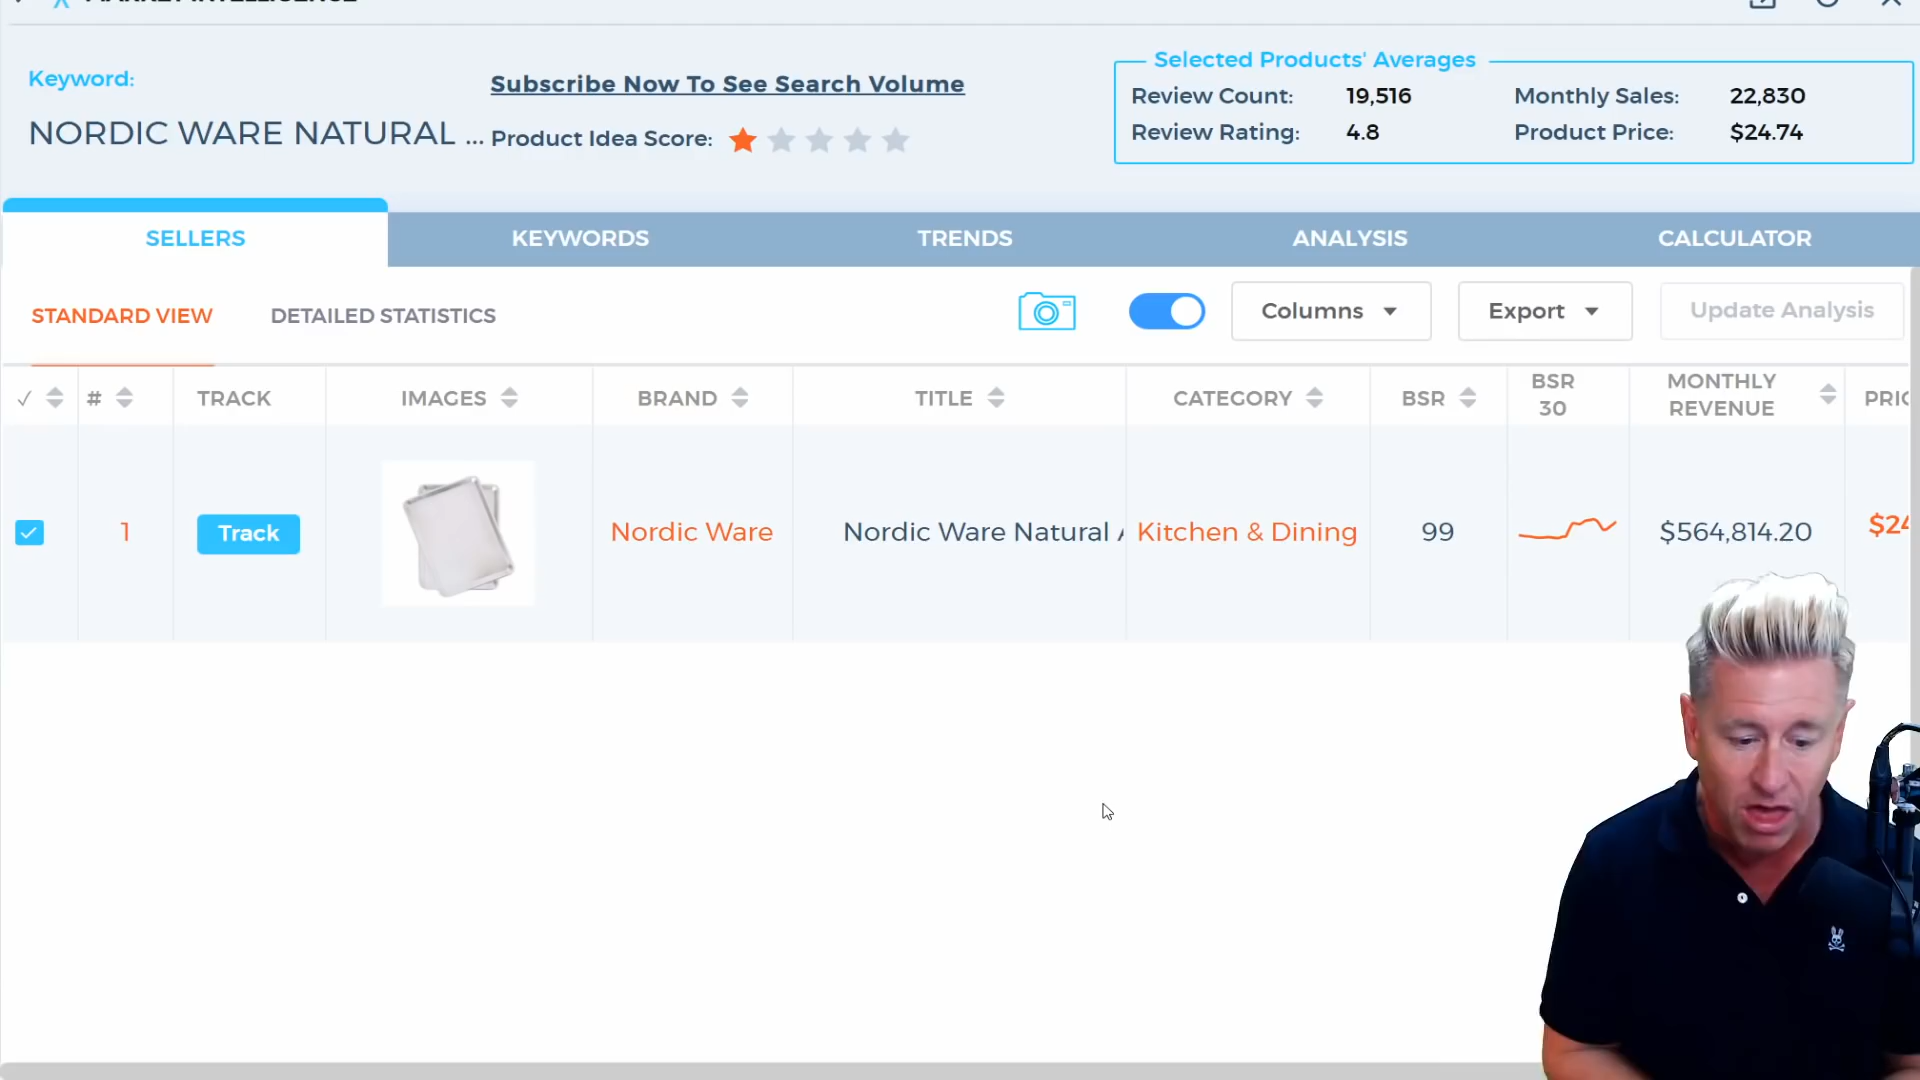 MARKET INTELLIGENCE
Keyword:
NORDIC WARE NATURAL ...
Subscribe Now To See Search Volume
Product Idea Score:
Selected Products' Averages
Review Count: 19,516 Monthly Sales: 22,830
Review Rating: 4.8 Product Price: $24.74
SELLERS KEYWORDS TRENDS ANALYSIS CALCULATOR
STANDARD VIEW DETAILED STATISTICS Columns Export Update Analysis
# TRACK IMAGES BRAND TITLE CATEGORY BSR BSR 30 MONTHLY REVENUE
1 Track Nordic Ware Nordic Ware Natural Kitchen & Dining 99 $564,814.20 $24